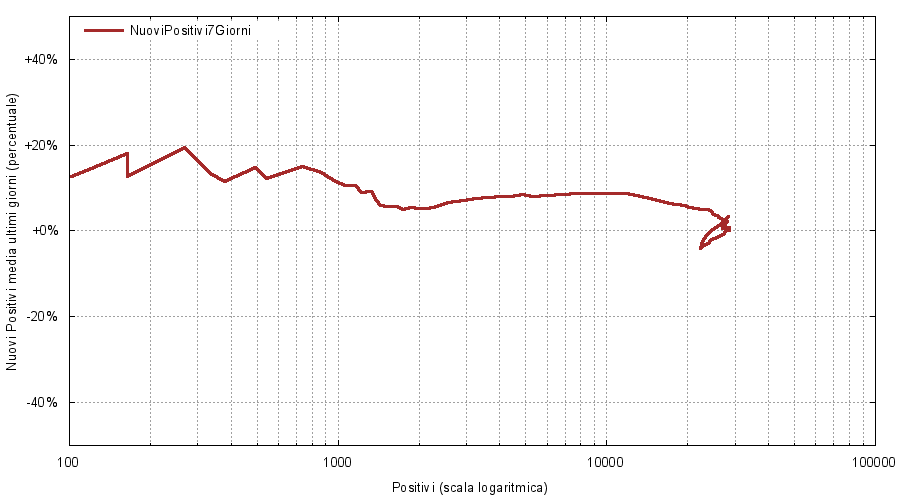 NuoviPositivi7Giorni
+40%
+20%
+0%
-20%
-40%
Nuovi Positivi media ultimi giorni (percentuale)
100 1000 10000 100000
Positivi (scala logaritmica)